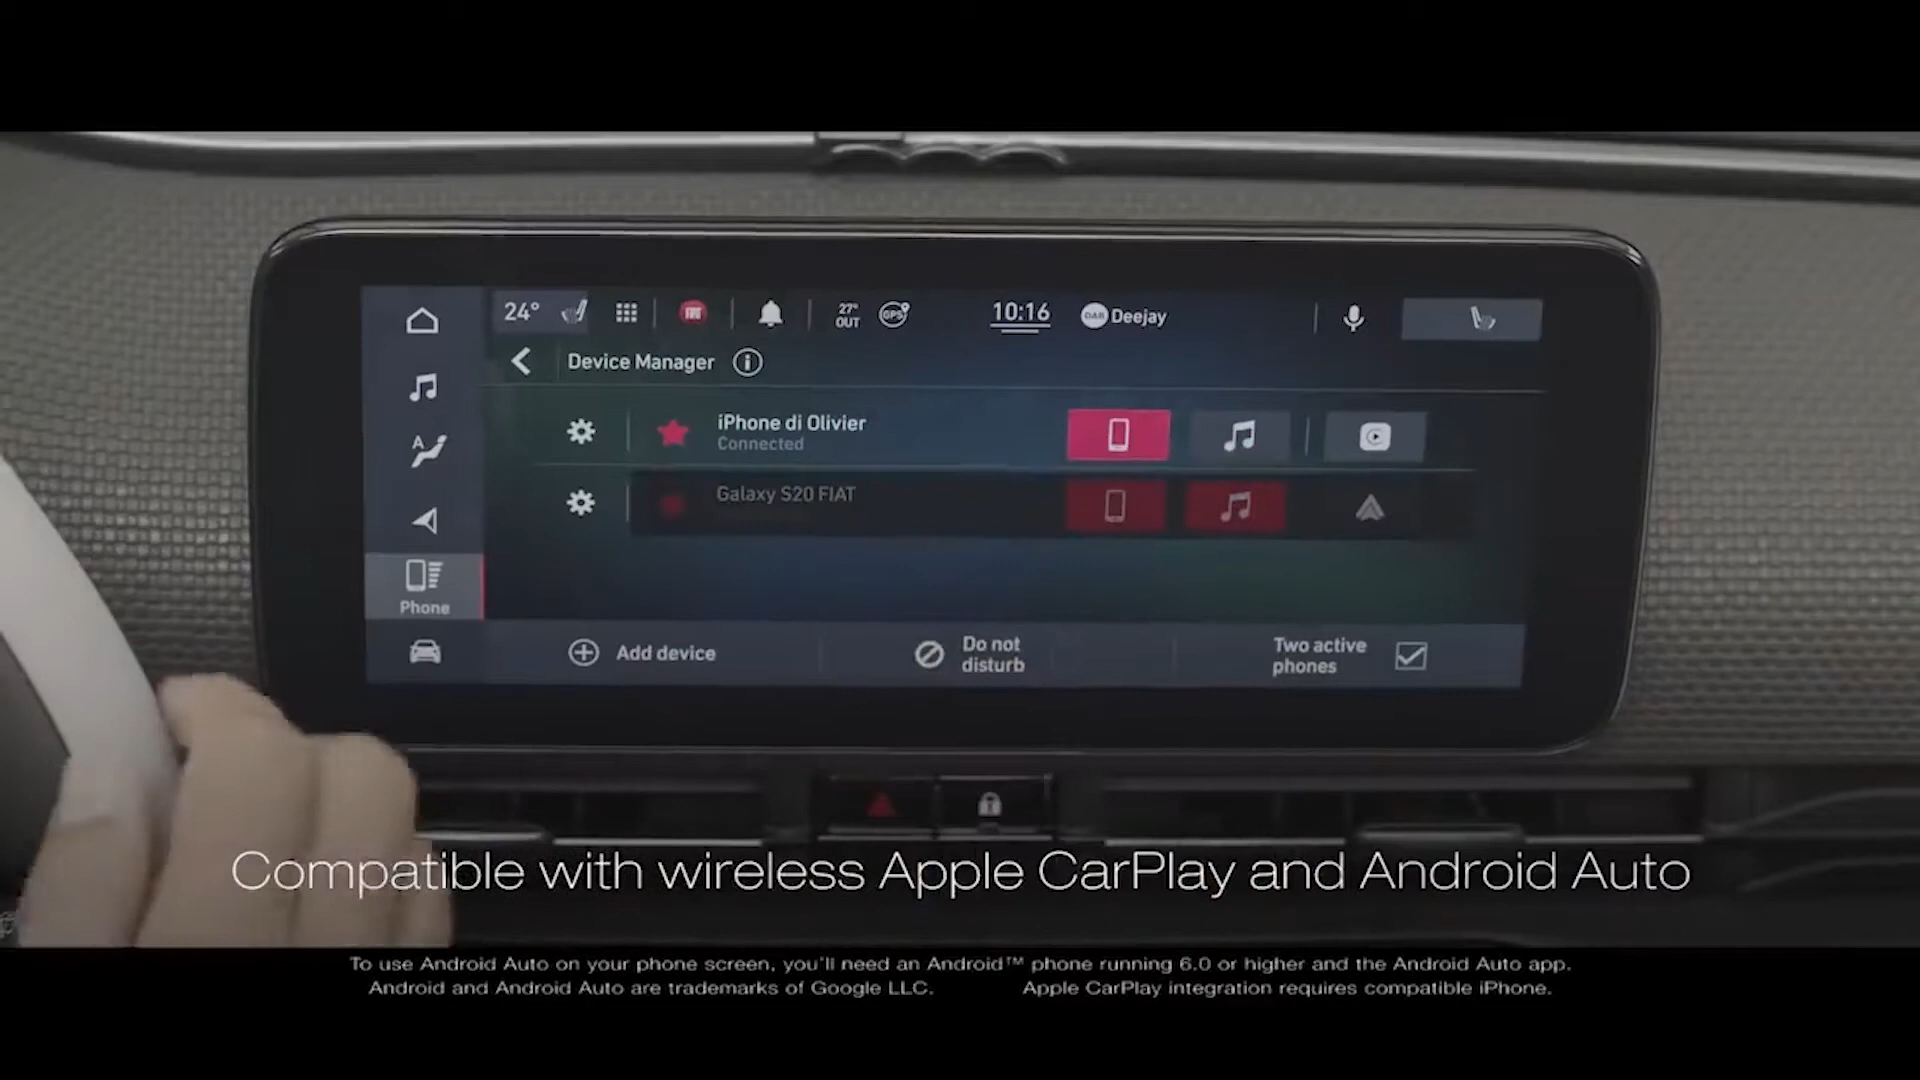 24°
FIAT
27°
OUT
GPS
10:16
DAB Deejay
Device Manager
iPhone di Olivier
Connected
A
Galaxy S20 FIAT
Phone
Add device
Do not
disturb
Two active
phones
Compatible with wireless Apple CarPlay and Android Auto
To use Android Auto on your phone screen, you'll need an Android™ phone running 6.0 or higher and the Android Auto app.
Android and Android Auto are trademarks of Google LLC. Apple CarPlay integration requires compatible iPhone.